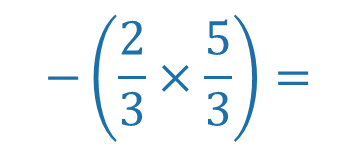 −(2/3 × 5/3) =